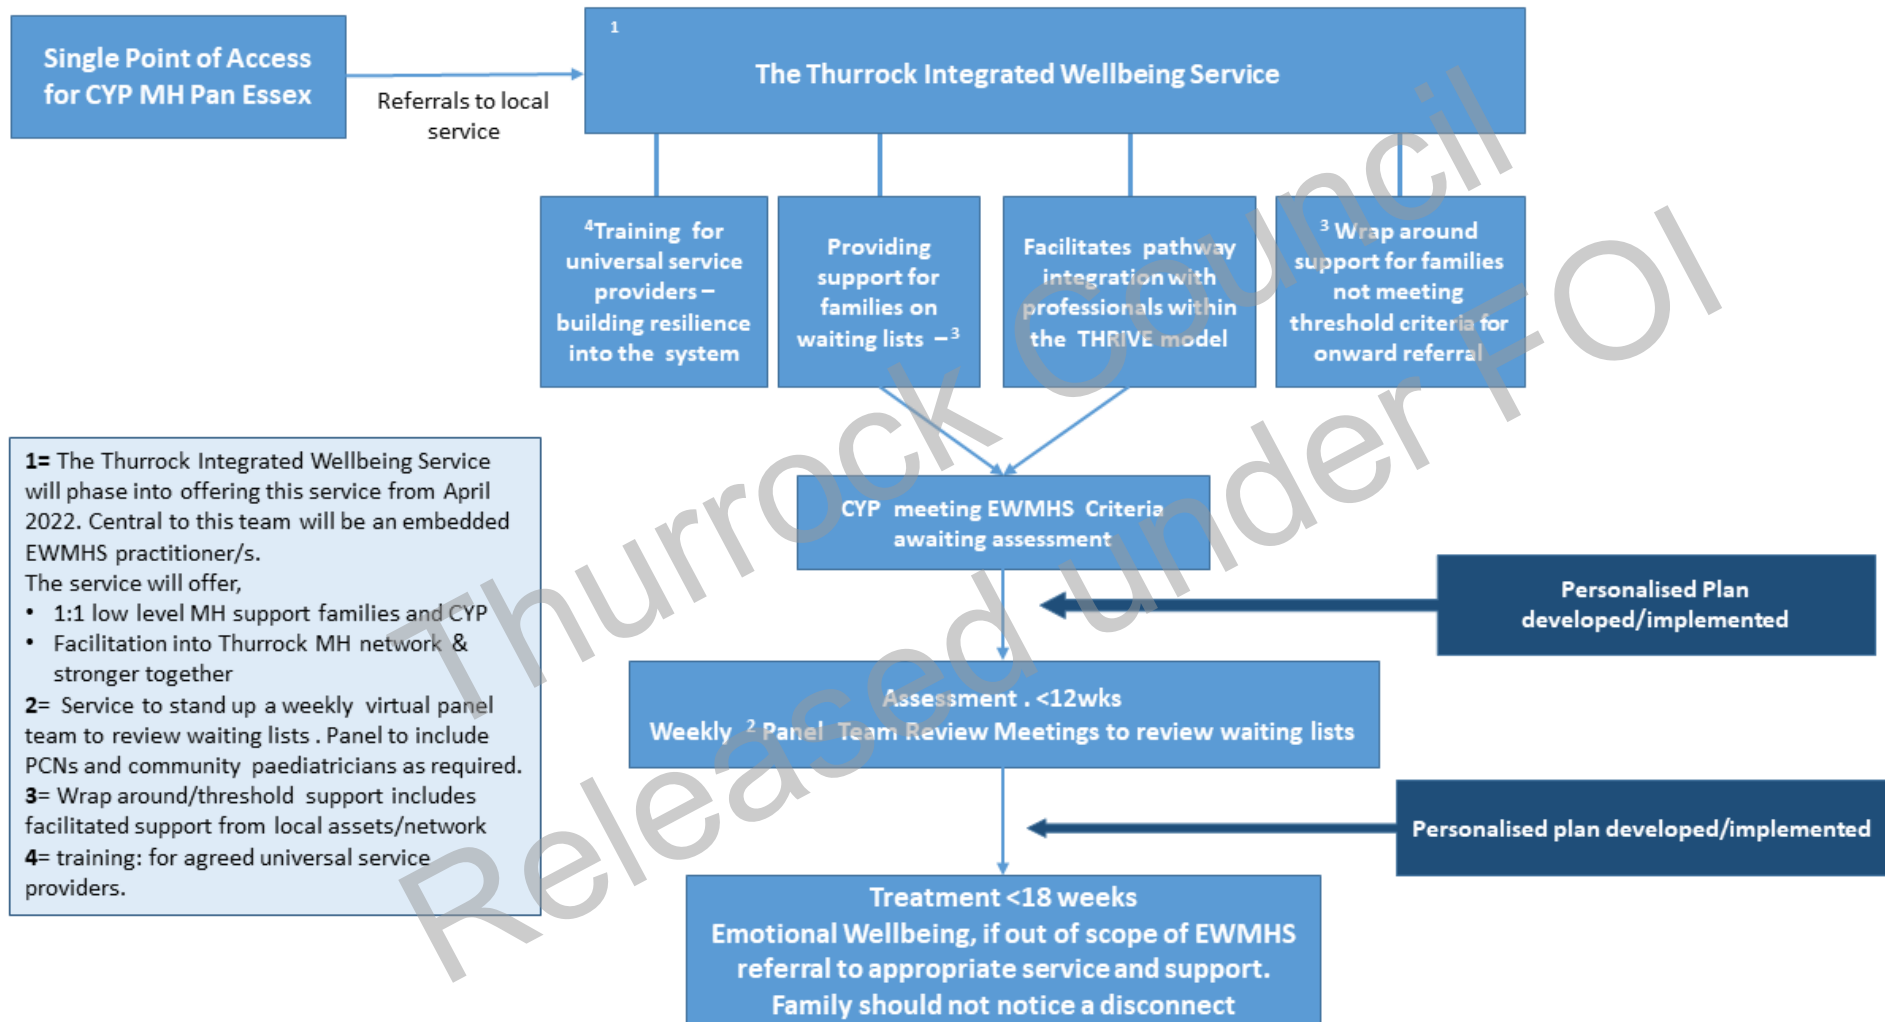 Single Point of Access
for CYP MH Pan Essex
Referrals to local
service
1
The Thurrock Integrated Wellbeing Service
4Training for
universal service
providers –
building resilience
into the system
Providing
support for
families on
waiting lists –3
Facilitates pathway
integration with
professionals within
the THRiVE model
3 Wrap around
support for families
not meeting
threshold criteria for
onward referral
CYP meeting EWMHS Criteria
awaiting assessment
Personalised Plan
developed/implemented
Assessment . <12wks
Weekly 2 Panel Team Review Meetings to review waiting lists
Personalised plan developed/implemented
Treatment <18 weeks
Emotional Wellbeing, if out of scope of EWMHS
referral to appropriate service and support.
Family should not notice a disconnect
1= The Thurrock Integrated Wellbeing Service
will phase into offering this service from April
2022. Central to this team will be an embedded
EWMHS practitioner/s.
The service will offer,
• 1:1 low level MH support families and CYP
• Facilitation into Thurrock MH network &
stronger together
2= Service to stand up a weekly virtual panel
team to review waiting lists . Panel to include
PCNs and community paediatricians as required.
3= Wrap around/threshold support includes
facilitated support from local assets/network
4= training: for agreed universal service
providers.
Thurrock Council
Released under FOI